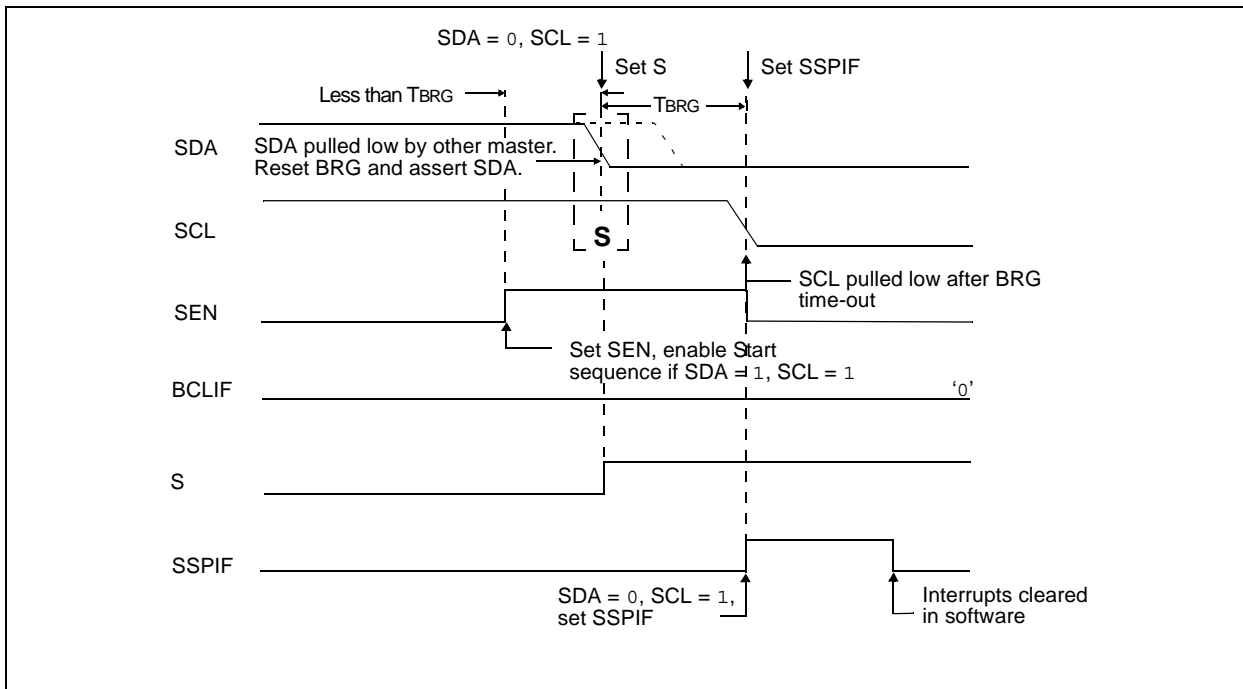 SDA = 0, SCL = 1
Set S
Set SSPIF
Less than TBRG
TBRG
SDA
SDA pulled low by other master.
Reset BRG and assert SDA.
SCL
S
SCL pulled low after BRG
time-out
SEN
Set SEN, enable Start
sequence if SDA = 1, SCL = 1
BCLIF
‘0’
S
SSPIF
SDA = 0, SCL = 1,
set SSPIF
Interrupts cleared
in software